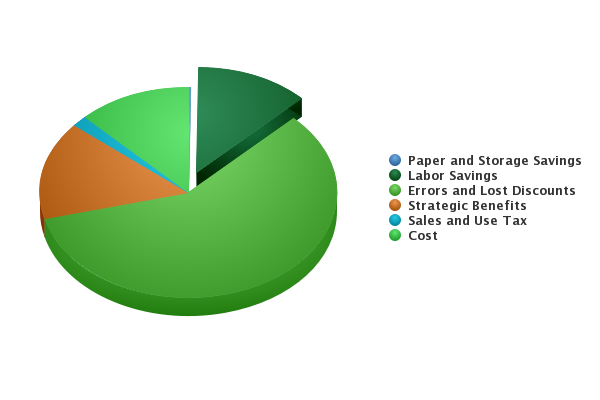 Paper and Storage Savings
Labor Savings
Errors and Lost Discounts
Strategic Benefits
Sales and Use Tax
Cost